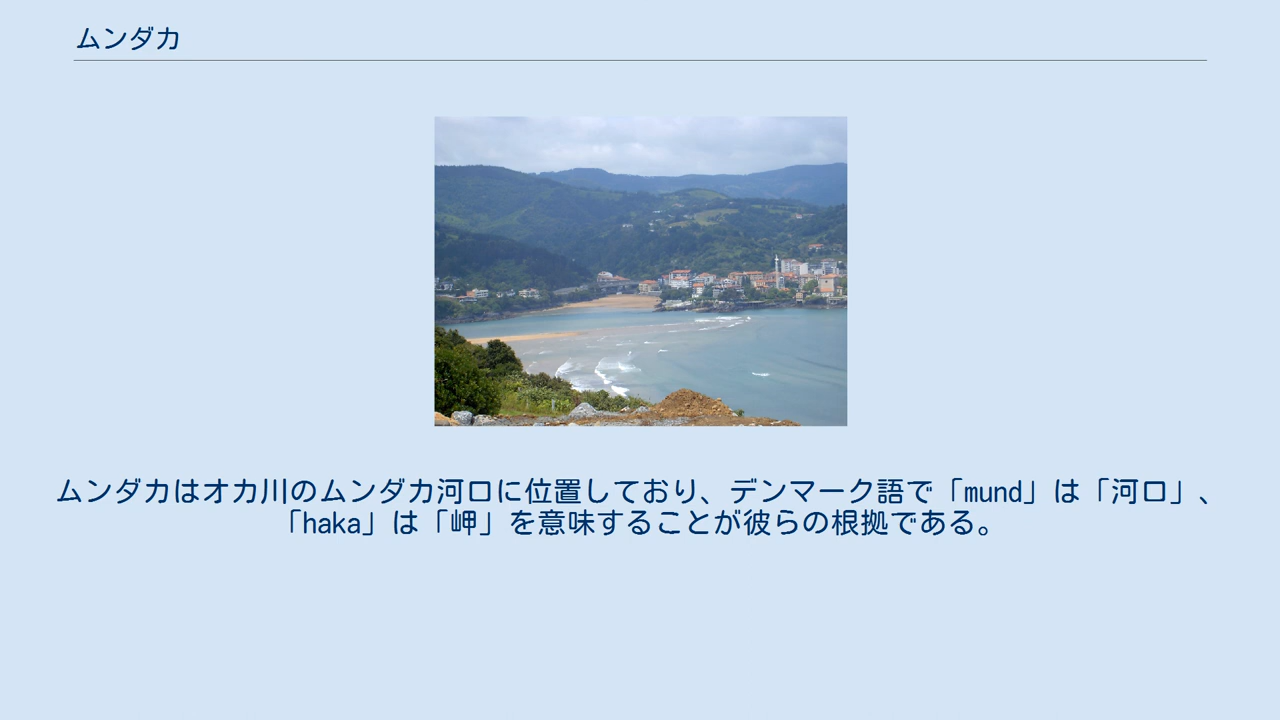 ムンダカ
ムンダカはオカ川のムンダカ河口に位置しており、デンマーク語で「mund」は「河口」、
「haka」は「岬」を意味することが彼らの根拠である。